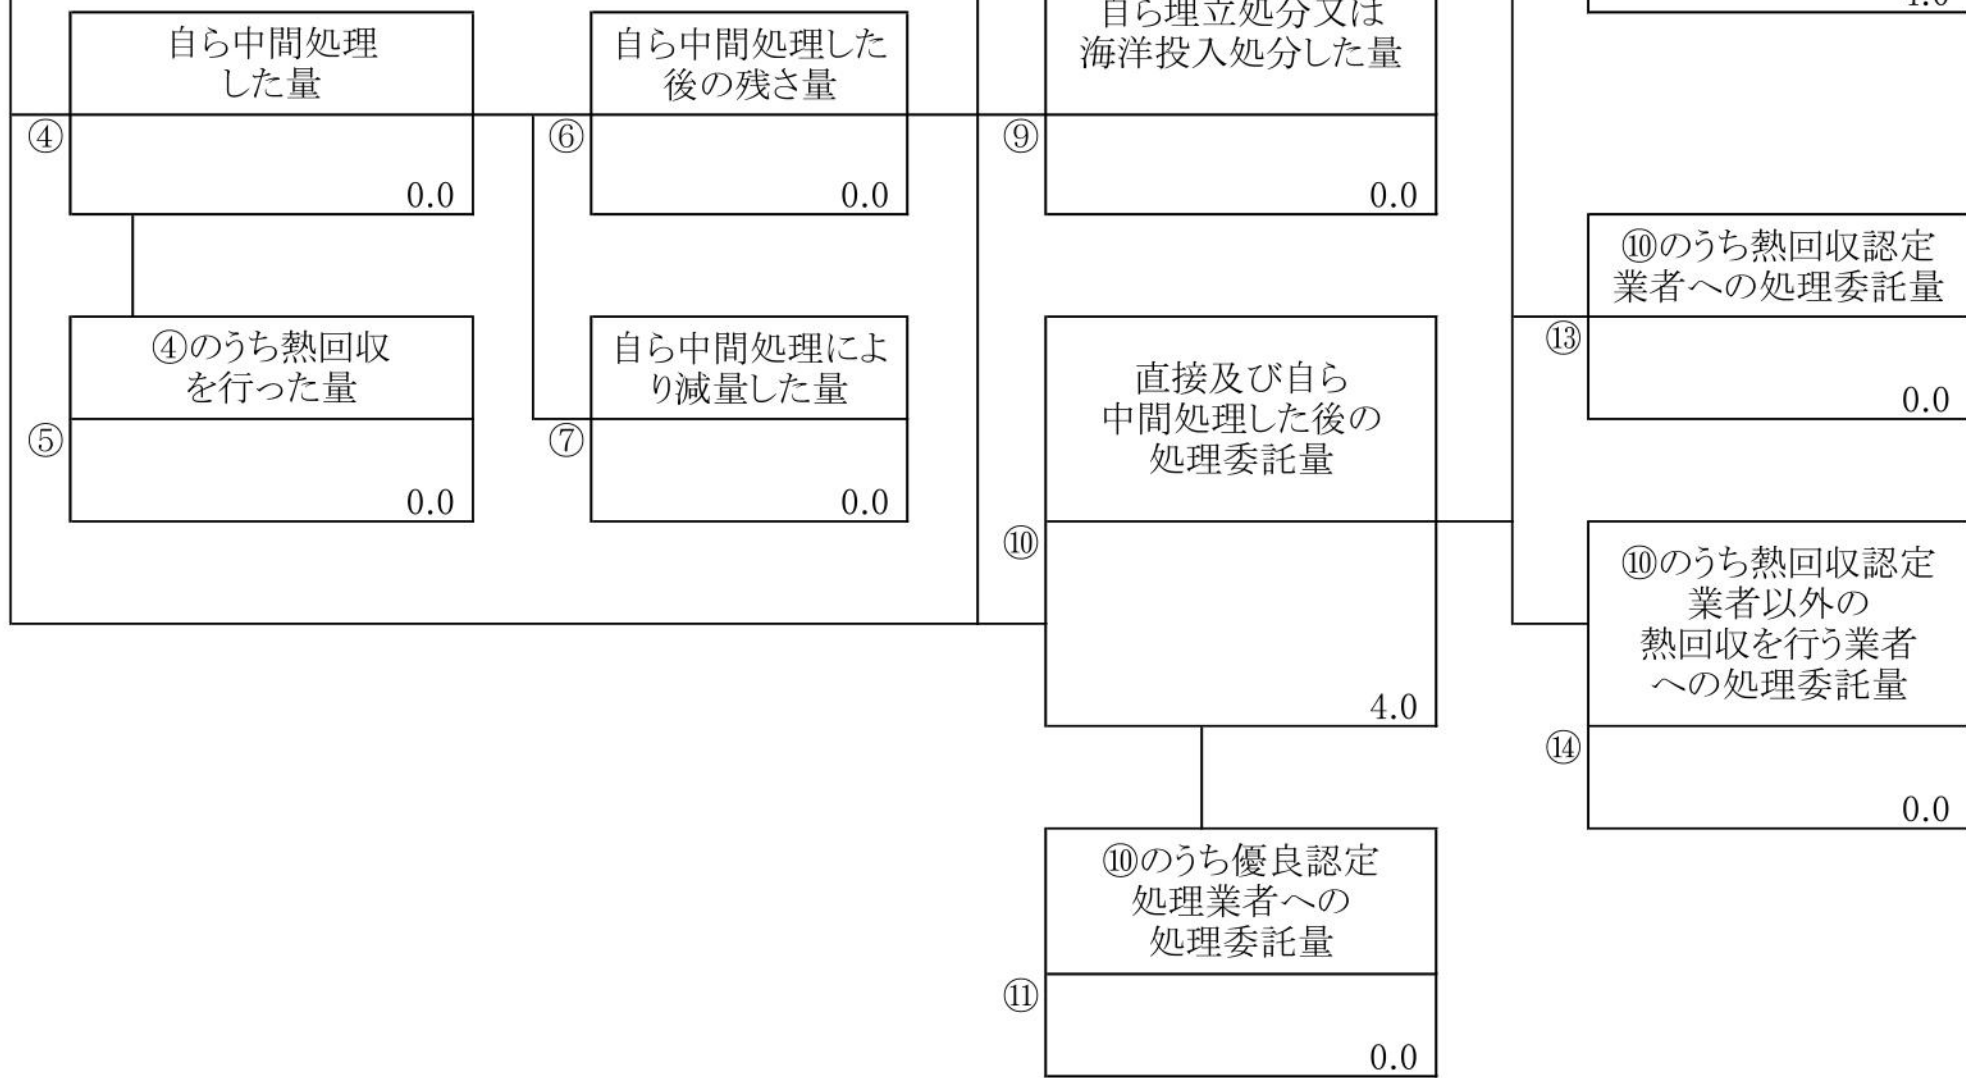 自ら中間処理
した量
④
0.0
自ら中間処理した
後の残さ量
⑥
0.0
自ら埋立処分又は
海洋投入処分した量
⑨
0.0
④のうち熱回収
を行った量
⑤
0.0
自ら中間処理によ
り減量した量
⑦
0.0
直接及び自ら
中間処理した後の
処理委託量
⑩
4.0
⑩のうち熱回収認定
業者への処理委託量
⑬
0.0
⑩のうち熱回収認定
業者以外の
熱回収を行う業者
への処理委託量
⑭
0.0
⑩のうち優良認定
処理業者への
処理委託量
⑪
0.0